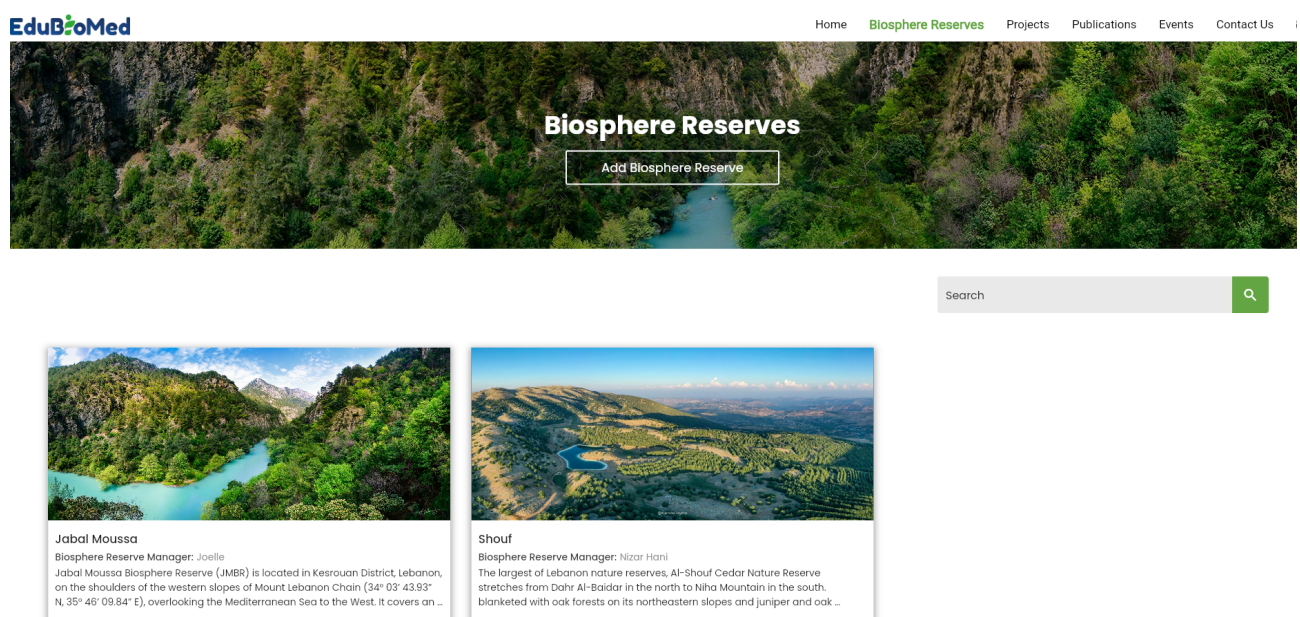 EduBioMed
Home Biosphere Reserves Projects Publications Events Contact Us
Biosphere Reserves
Add Biosphere Reserve
Search
Jabal Moussa
Biosphere Reserve Manager: Joelle
Jabal Moussa Biosphere Reserve (JMBR) is located in Kesrouan District, Lebanon,
on the shoulders of the western slopes of Mount Lebanon Chain (34° 03’ 43.93”
N, 35° 46’ 09.84” E), overlooking the Mediterranean Sea to the West. It covers an ...
Shouf
Biosphere Reserve Manager: Nizar Hani
The largest of Lebanon nature reserves, Al-Shouf Cedar Nature Reserve
stretches from Dahr Al-Baidar in the north to Niha Mountain in the south.
blanketed with oak forests on its northeastern slopes and juniper and oak ...